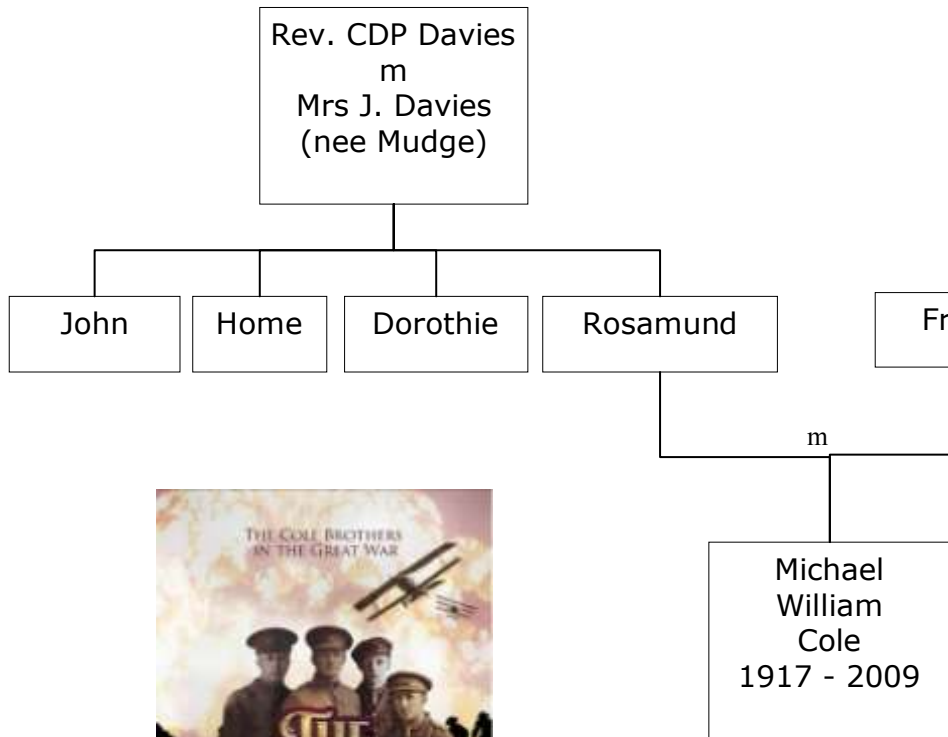 Rev. CDP Davies
m
Mrs J. Davies
(nee Mudge)
John
Home
Dorothie
Rosamund
Fr
m
THE COLE BROTHERS
IN THE GREAT WAR
Michael
William
Cole
1917 - 2009